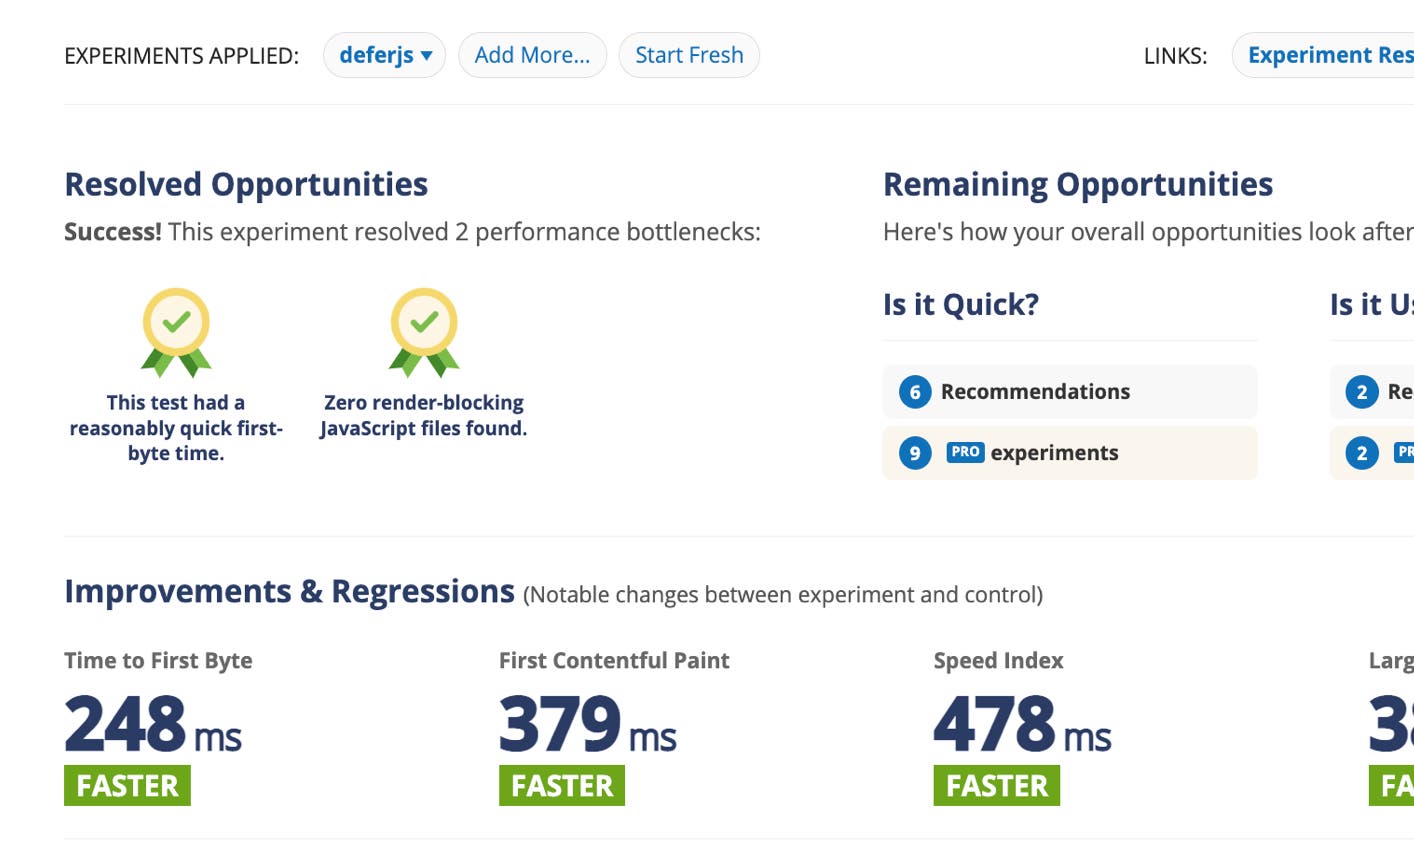 EXPERIMENTS APPLIED: deferjs ▾ Add More... Start Fresh LINKS: Experiment Res
Resolved Opportunities
Success! This experiment resolved 2 performance bottlenecks:
This test had a
reasonably quick first-
byte time.
Zero render-blocking
JavaScript files found.
Remaining Opportunities
Here's how your overall opportunities look after
Is it Quick?
6 Recommendations
9 PRO experiments
Is it Us
2 Re
2 PR
Improvements & Regressions (Notable changes between experiment and control)
Time to First Byte
248 ms
FASTER
First Contentful Paint
379 ms
FASTER
Speed Index
478 ms
FASTER
Larg
38
FA